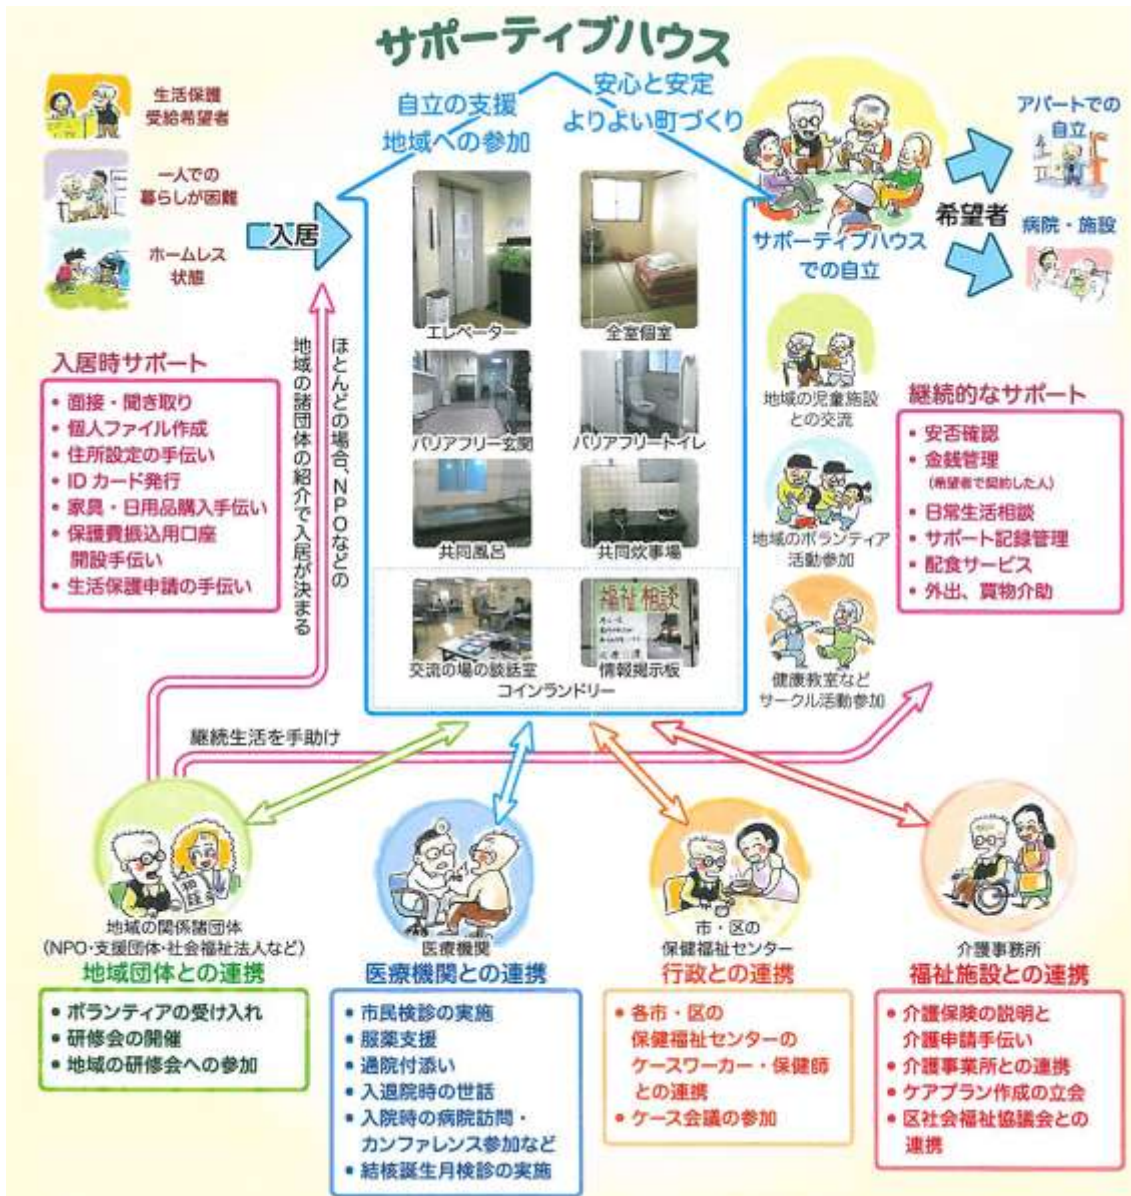 サポーティブハウス
生活保護
受給希望者
一人での
暮らしが困難
ホームレス
状態
入居
自立の支援
地域への参加
安心と安定
よりよい町づくり
エレベーター
全室個室
バリアフリー玄関
バリアフリートイレ
共同風呂
共同炊事場
福祉相談
交流の場の談話室
情報掲示板
コインランドリー
サポーティブハウス
での自立
希望者
アパートでの
自立
病院・施設
入居時サポート
• 面接・聞き取り
• 個人ファイル作成
• 住所設定の手伝い
• IDカード発行
• 家具・日用品購入手伝い
• 保護費振込用口座
開設手伝い
• 生活保護申請の手伝い
ほとんどの場合、NPOなどの
地域の諸団体の紹介で入居が決まる
地域の児童施設
との交流
地域のボランティア
活動参加
健康教室など
サークル活動参加
継続的なサポート
• 安否確認
• 金銭管理
(希望者で契約した人)
• 日常生活相談
• サポート記録管理
• 配食サービス
• 外出、買物介助
継続生活を手助け
相談
地域の関係諸団体
(NPO・支援団体・社会福祉法人など)
地域団体との連携
• ボランティアの受け入れ
• 研修会の開催
• 地域の研修会への参加
医療機関
医療機関との連携
• 市民検診の実施
• 服薬支援
• 通院付添い
• 入退院時の世話
• 入院時の病院訪問・
カンファレンス参加など
• 結核誕生月検診の実施
市・区の
保健福祉センター
行政との連携
• 各市・区の
保健福祉センターの
ケースワーカー・保健師
との連携
• ケース会議の参加
介護事務所
福祉施設との連携
• 介護保険の説明と
介護申請手伝い
• 介護事業所との連携
• ケアプラン作成の立会
• 区社会福祉協議会との
連携